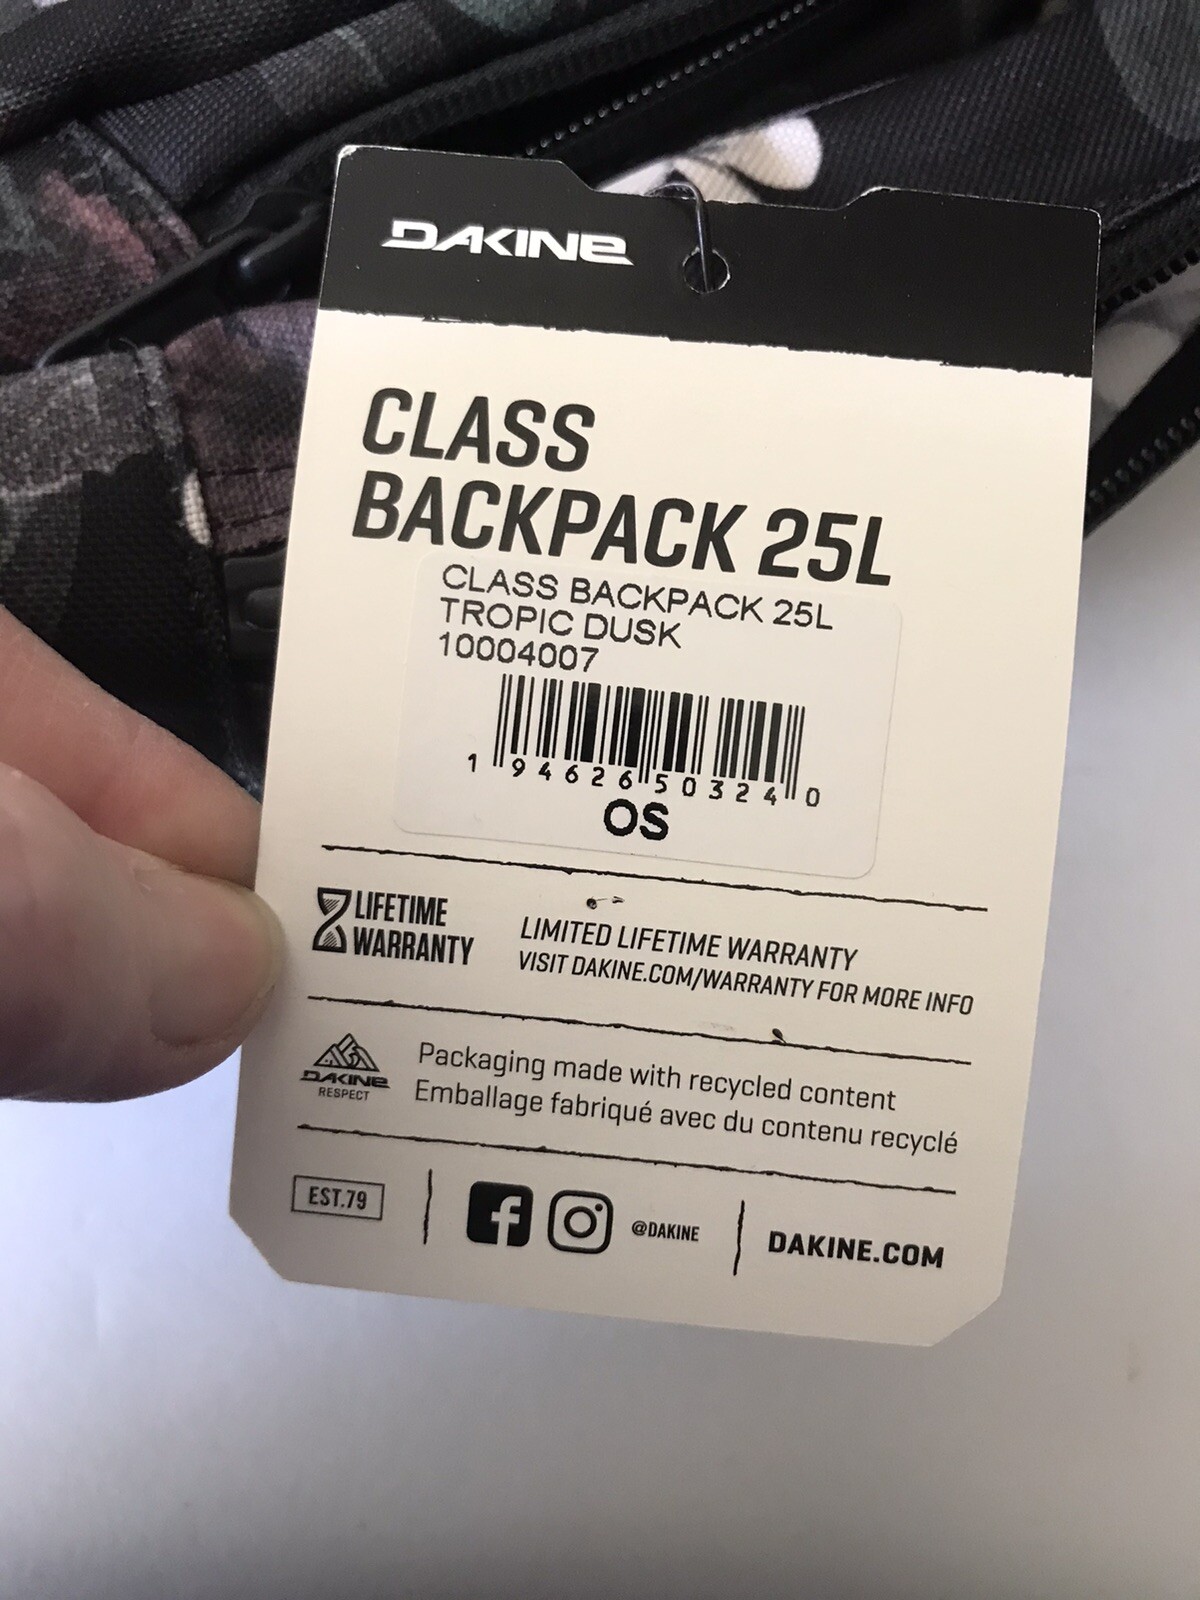 DAKINE
CLASS
BACKPACK 25L
CLASS BACKPACK 25L
TROPIC DUSK
10004007
1 94626 50324 0
OS
LIFETIME
WARRANTY
LIMITED LIFETIME WARRANTY
VISIT DAKINE.COM/WARRANTY FOR MORE INFO
DAKINE
RESPECT
Packaging made with recycled content
Emballage fabriqué avec du contenu recyclé
EST.79
@DAKINE
DAKINE.COM